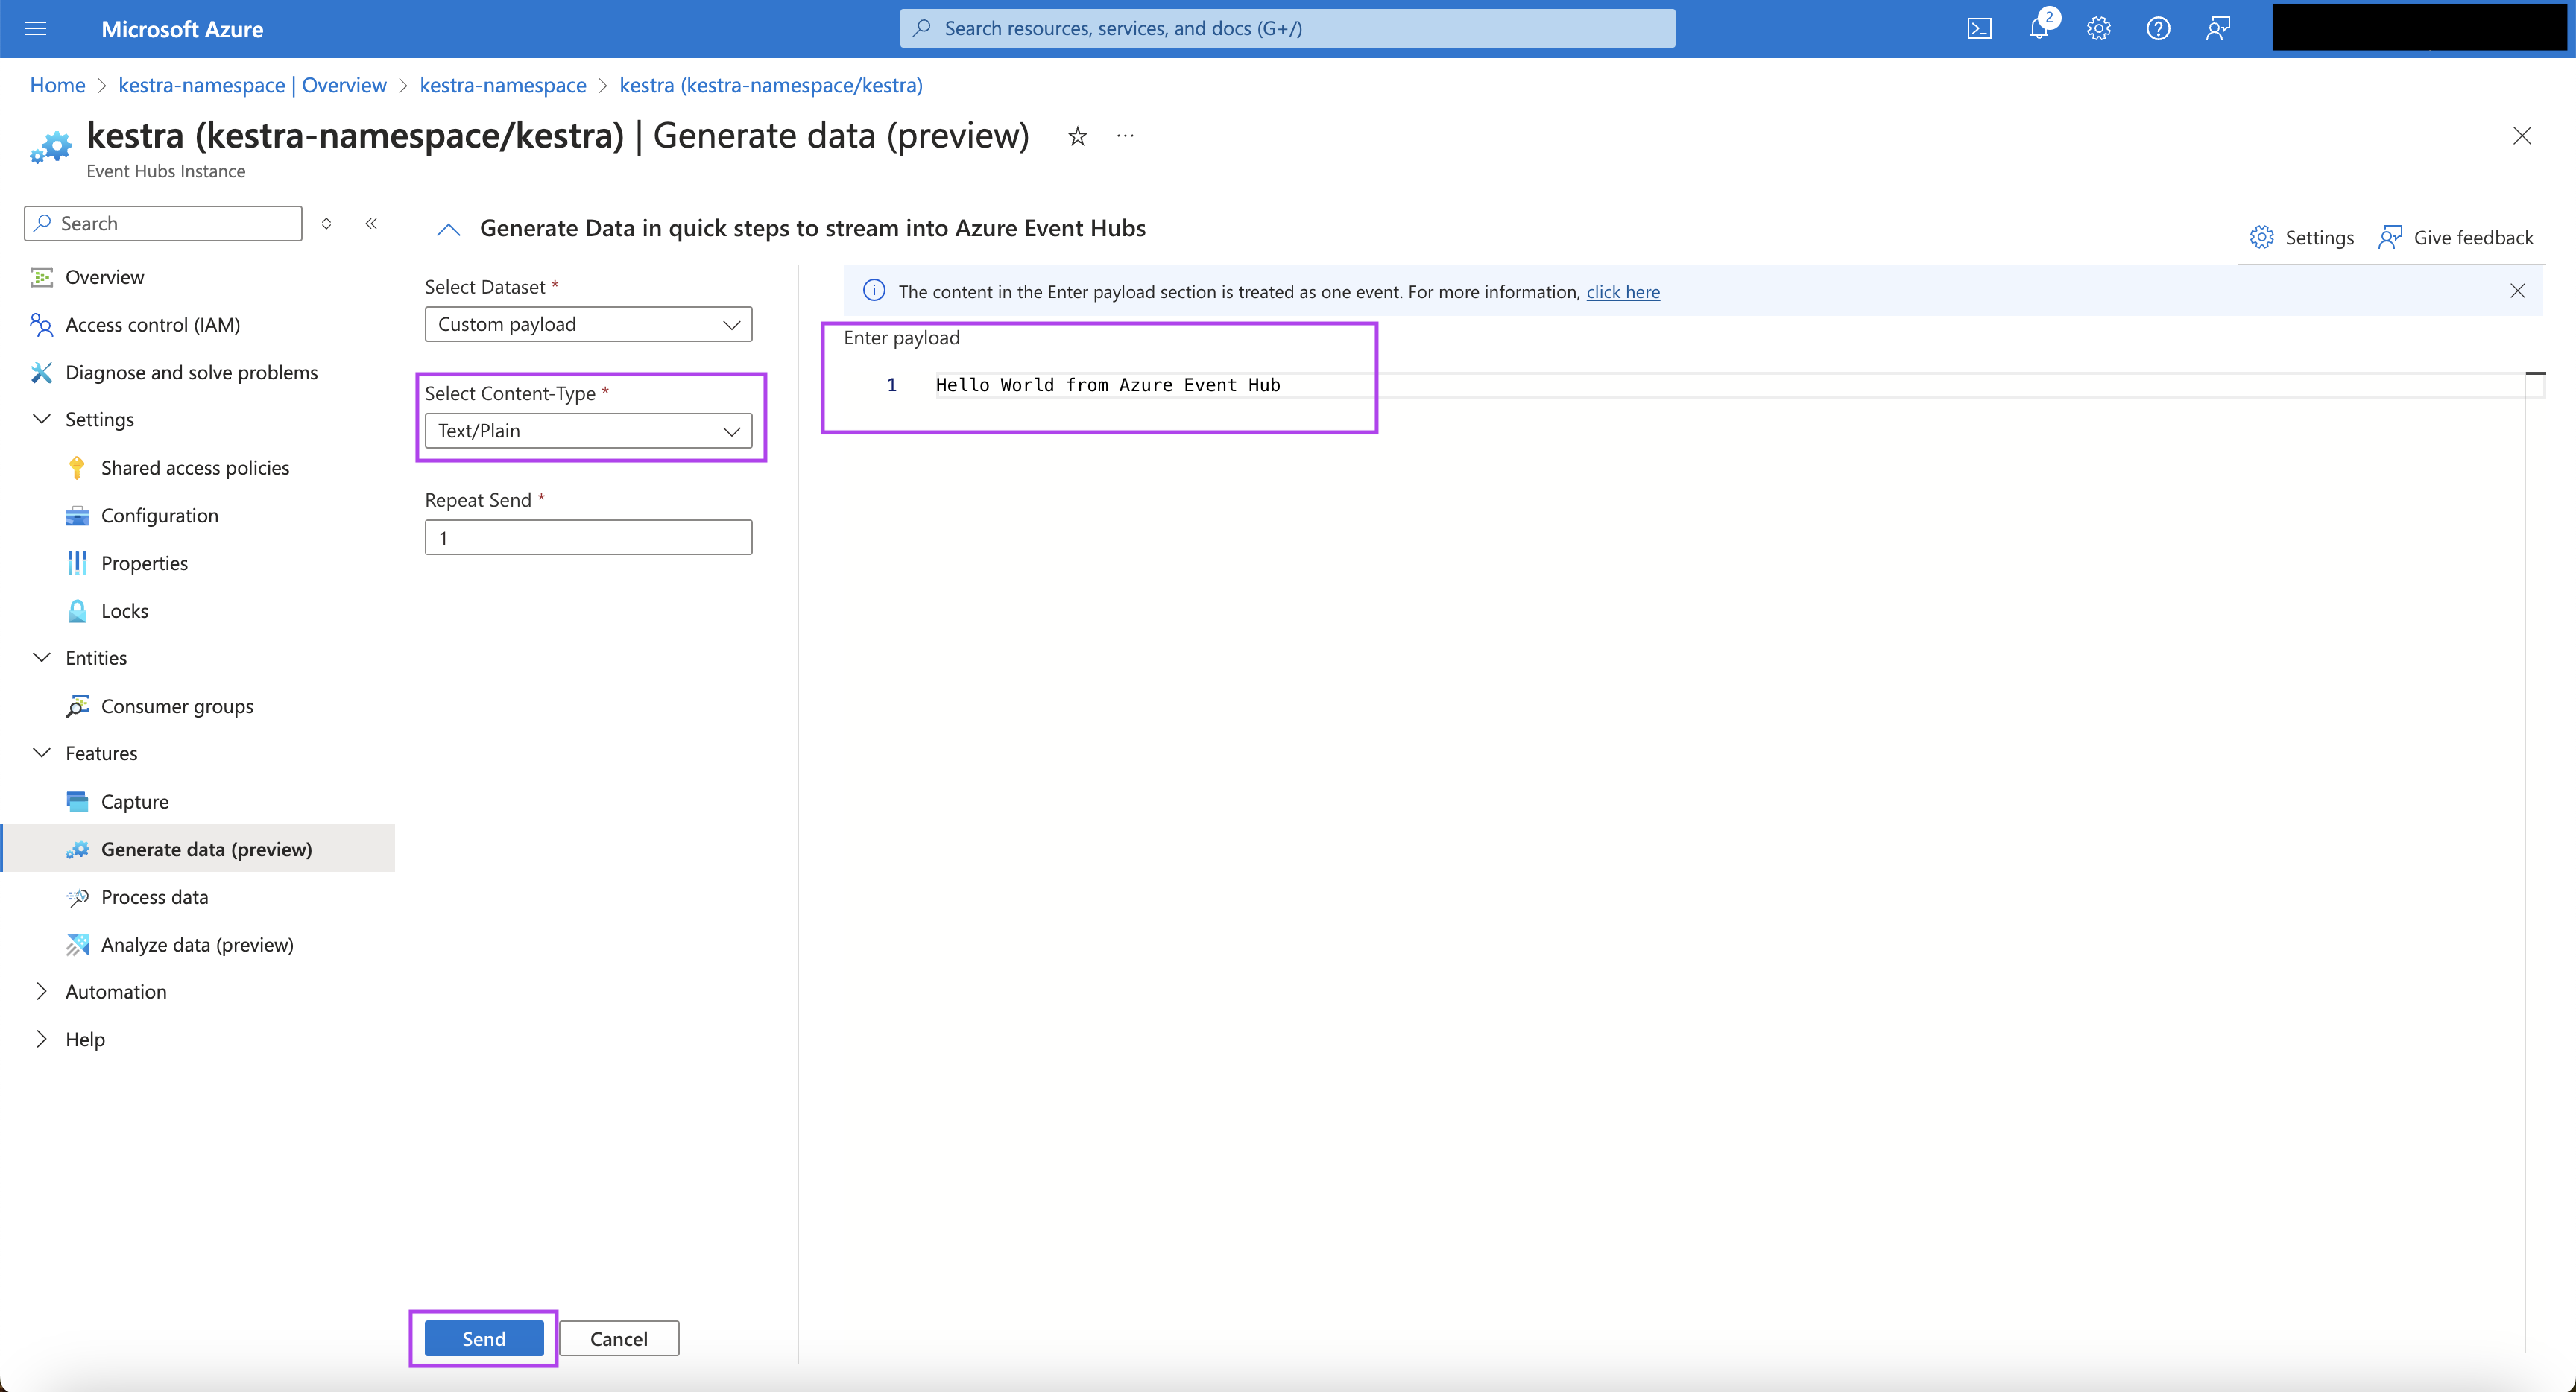 Microsoft Azure
Search resources, services, and docs (G+/)
2
Home > kestra-namespace | Overview > kestra-namespace > kestra (kestra-namespace/kestra)
kestra (kestra-namespace/kestra) | Generate data (preview)
Event Hubs Instance
Search
Overview
Access control (IAM)
Diagnose and solve problems
Settings
Shared access policies
Configuration
Properties
Locks
Entities
Consumer groups
Features
Capture
Generate data (preview)
Process data
Analyze data (preview)
Automation
Help
Generate Data in quick steps to stream into Azure Event Hubs
Settings
Give feedback
Select Dataset *
Custom payload
Select Content-Type *
Text/Plain
Repeat Send *
1
Send
Cancel
The content in the Enter payload section is treated as one event. For more information, click here
Enter payload
1 Hello World from Azure Event Hub